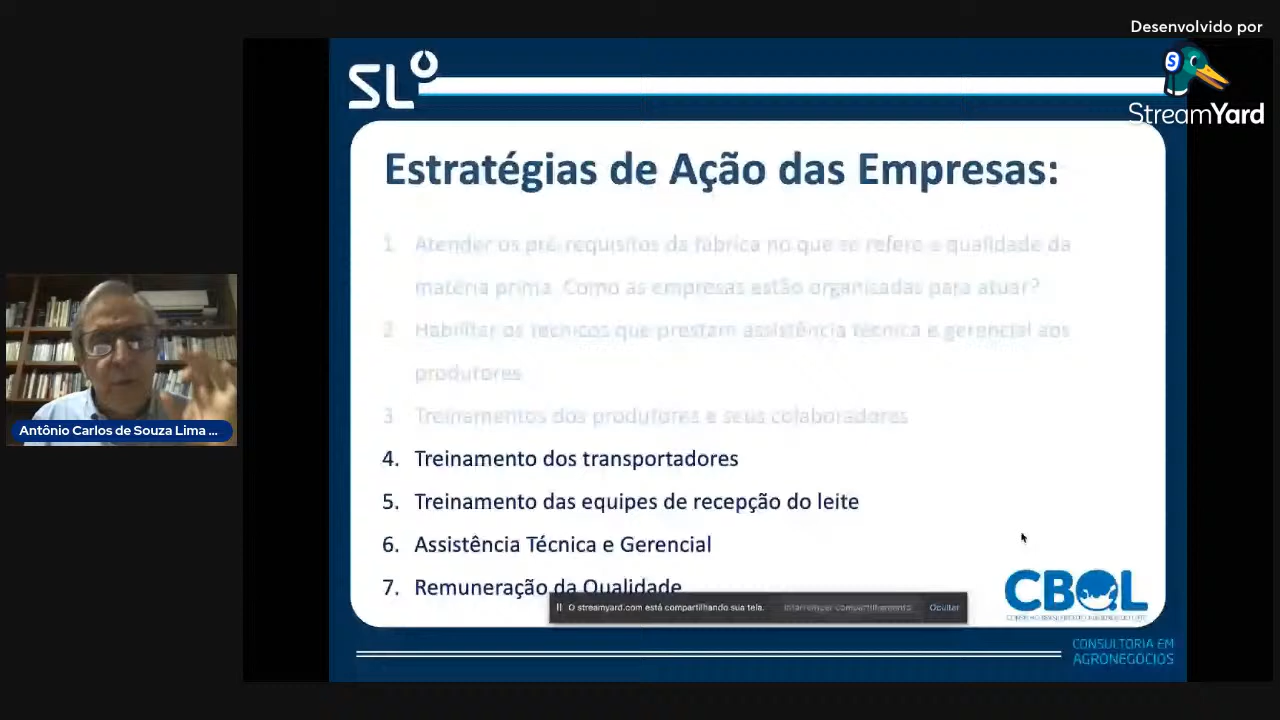 Desenvolvido por
StreamYard
SL
Estratégias de Ação das Empresas:
1. Atender os pré-requisitos da fábrica no que se refere a qualidade da
matéria prima. Como as empresas estão organizadas para atuar?
2. Habilitar os técnicos que prestam assistência técnica e gerencial aos
produtores
3. Treinamentos dos produtores e seus colaboradores
4. Treinamento dos transportadores
5. Treinamento das equipes de recepção do leite
6. Assistência Técnica e Gerencial
7. Remuneração da Qualidade
Antônio Carlos de Souza Lima ...
O streamyard.com está compartilhando sua tela.
Interromper compartilhamento
Ocultar
CBQL
CONSULTORIA EM
AGRONEGÓCIOS